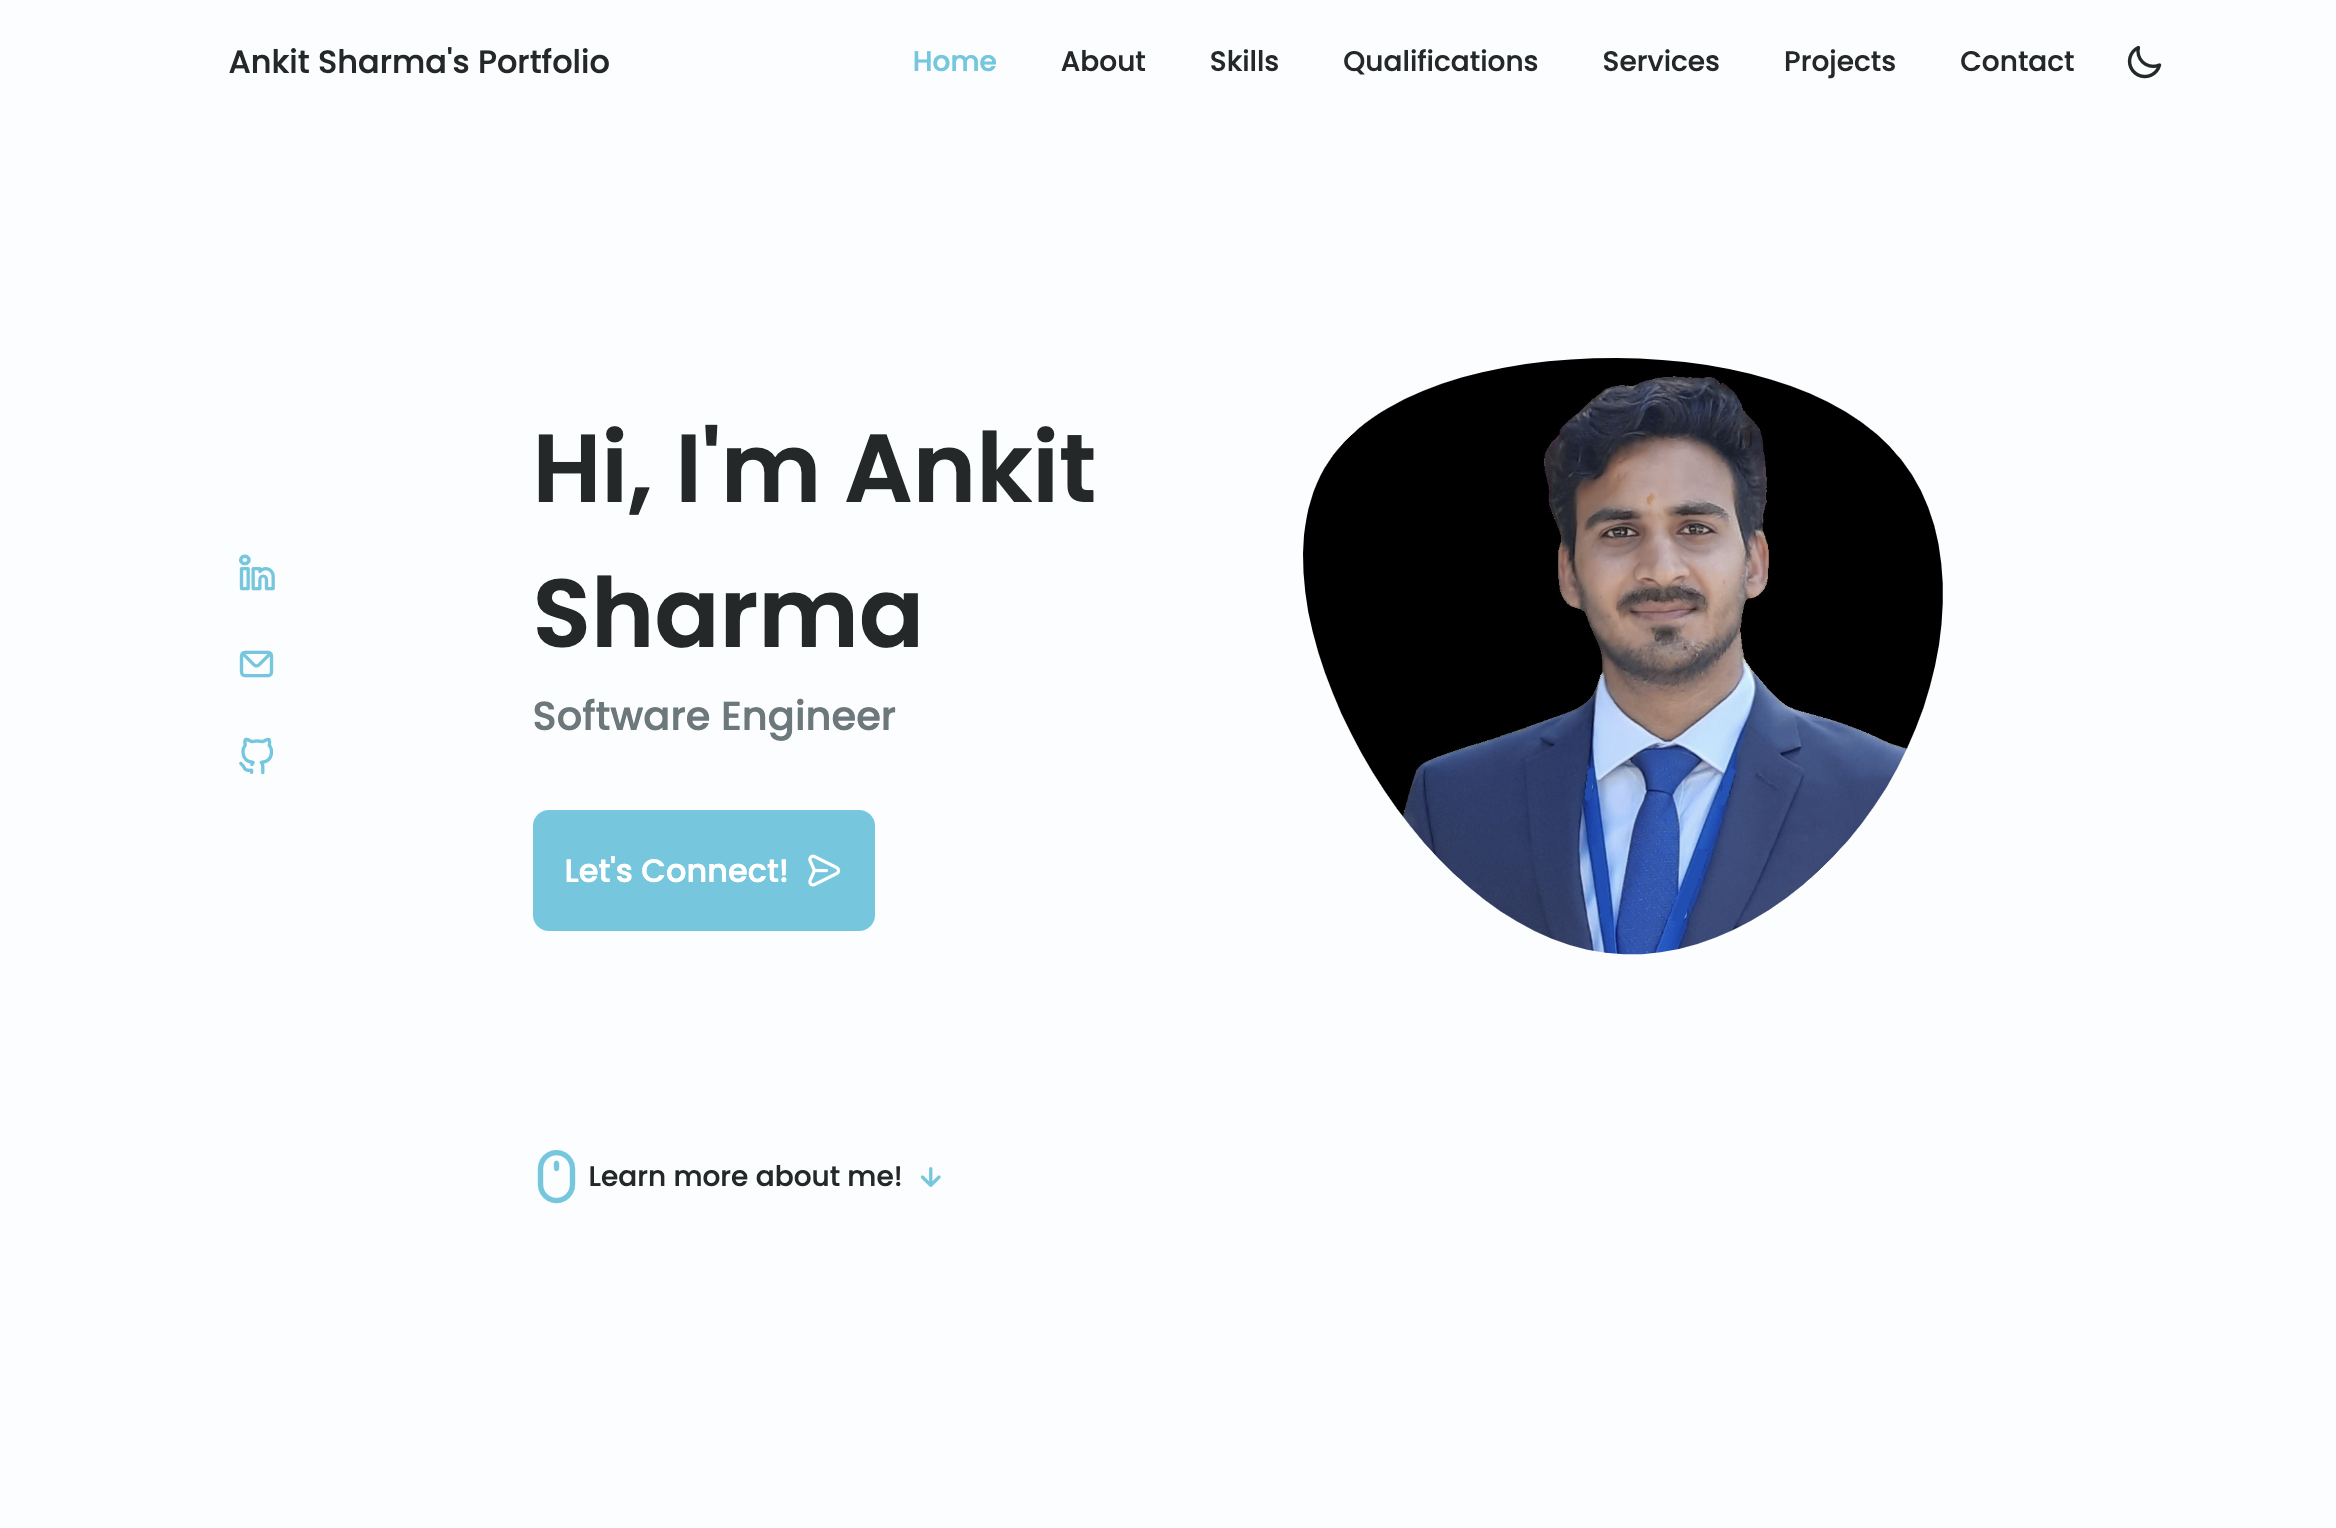 Ankit Sharma's Portfolio
Home About Skills Qualifications Services Projects Contact
Hi, I'm Ankit
Sharma
Software Engineer
Let's Connect!
Learn more about me!